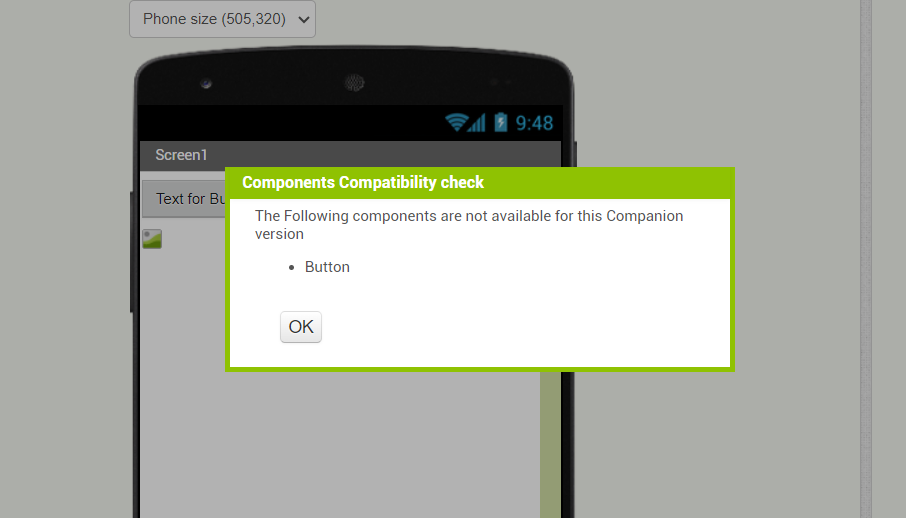 Phone size (505,320)
9:48
Screen1
Components Compatibility check
Text for Bu
The Following components are not available for this Companion
version
• Button
OK